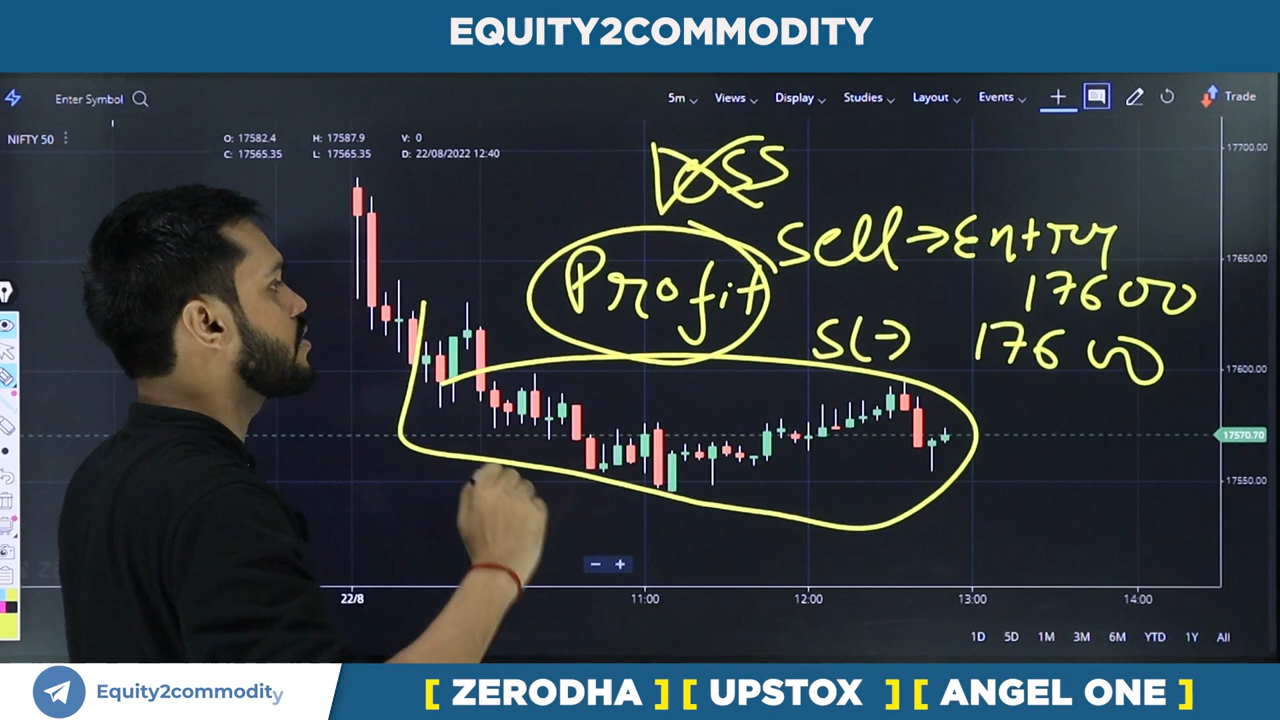 EQUITY2COMMODITY
Enter Symbol
5m Views Display Studies Layout Events Trade
NIFTY 50
O: 17582.4 H: 17587.9 V: 0
C: 17565.35 L: 17565.35 D: 22/08/2022 12:40
17700.00
LOSS
Sell → Entry
17650.00
Profit
17600
SL → 17600
17600.00
17570.70
17550.00
22/8 11:00 12:00 13:00 14:00
1D 5D 1M 3M 6M YTD 1Y All
Equity2commodity
[ ZERODHA ] [ UPSTOX ] [ ANGEL ONE ]